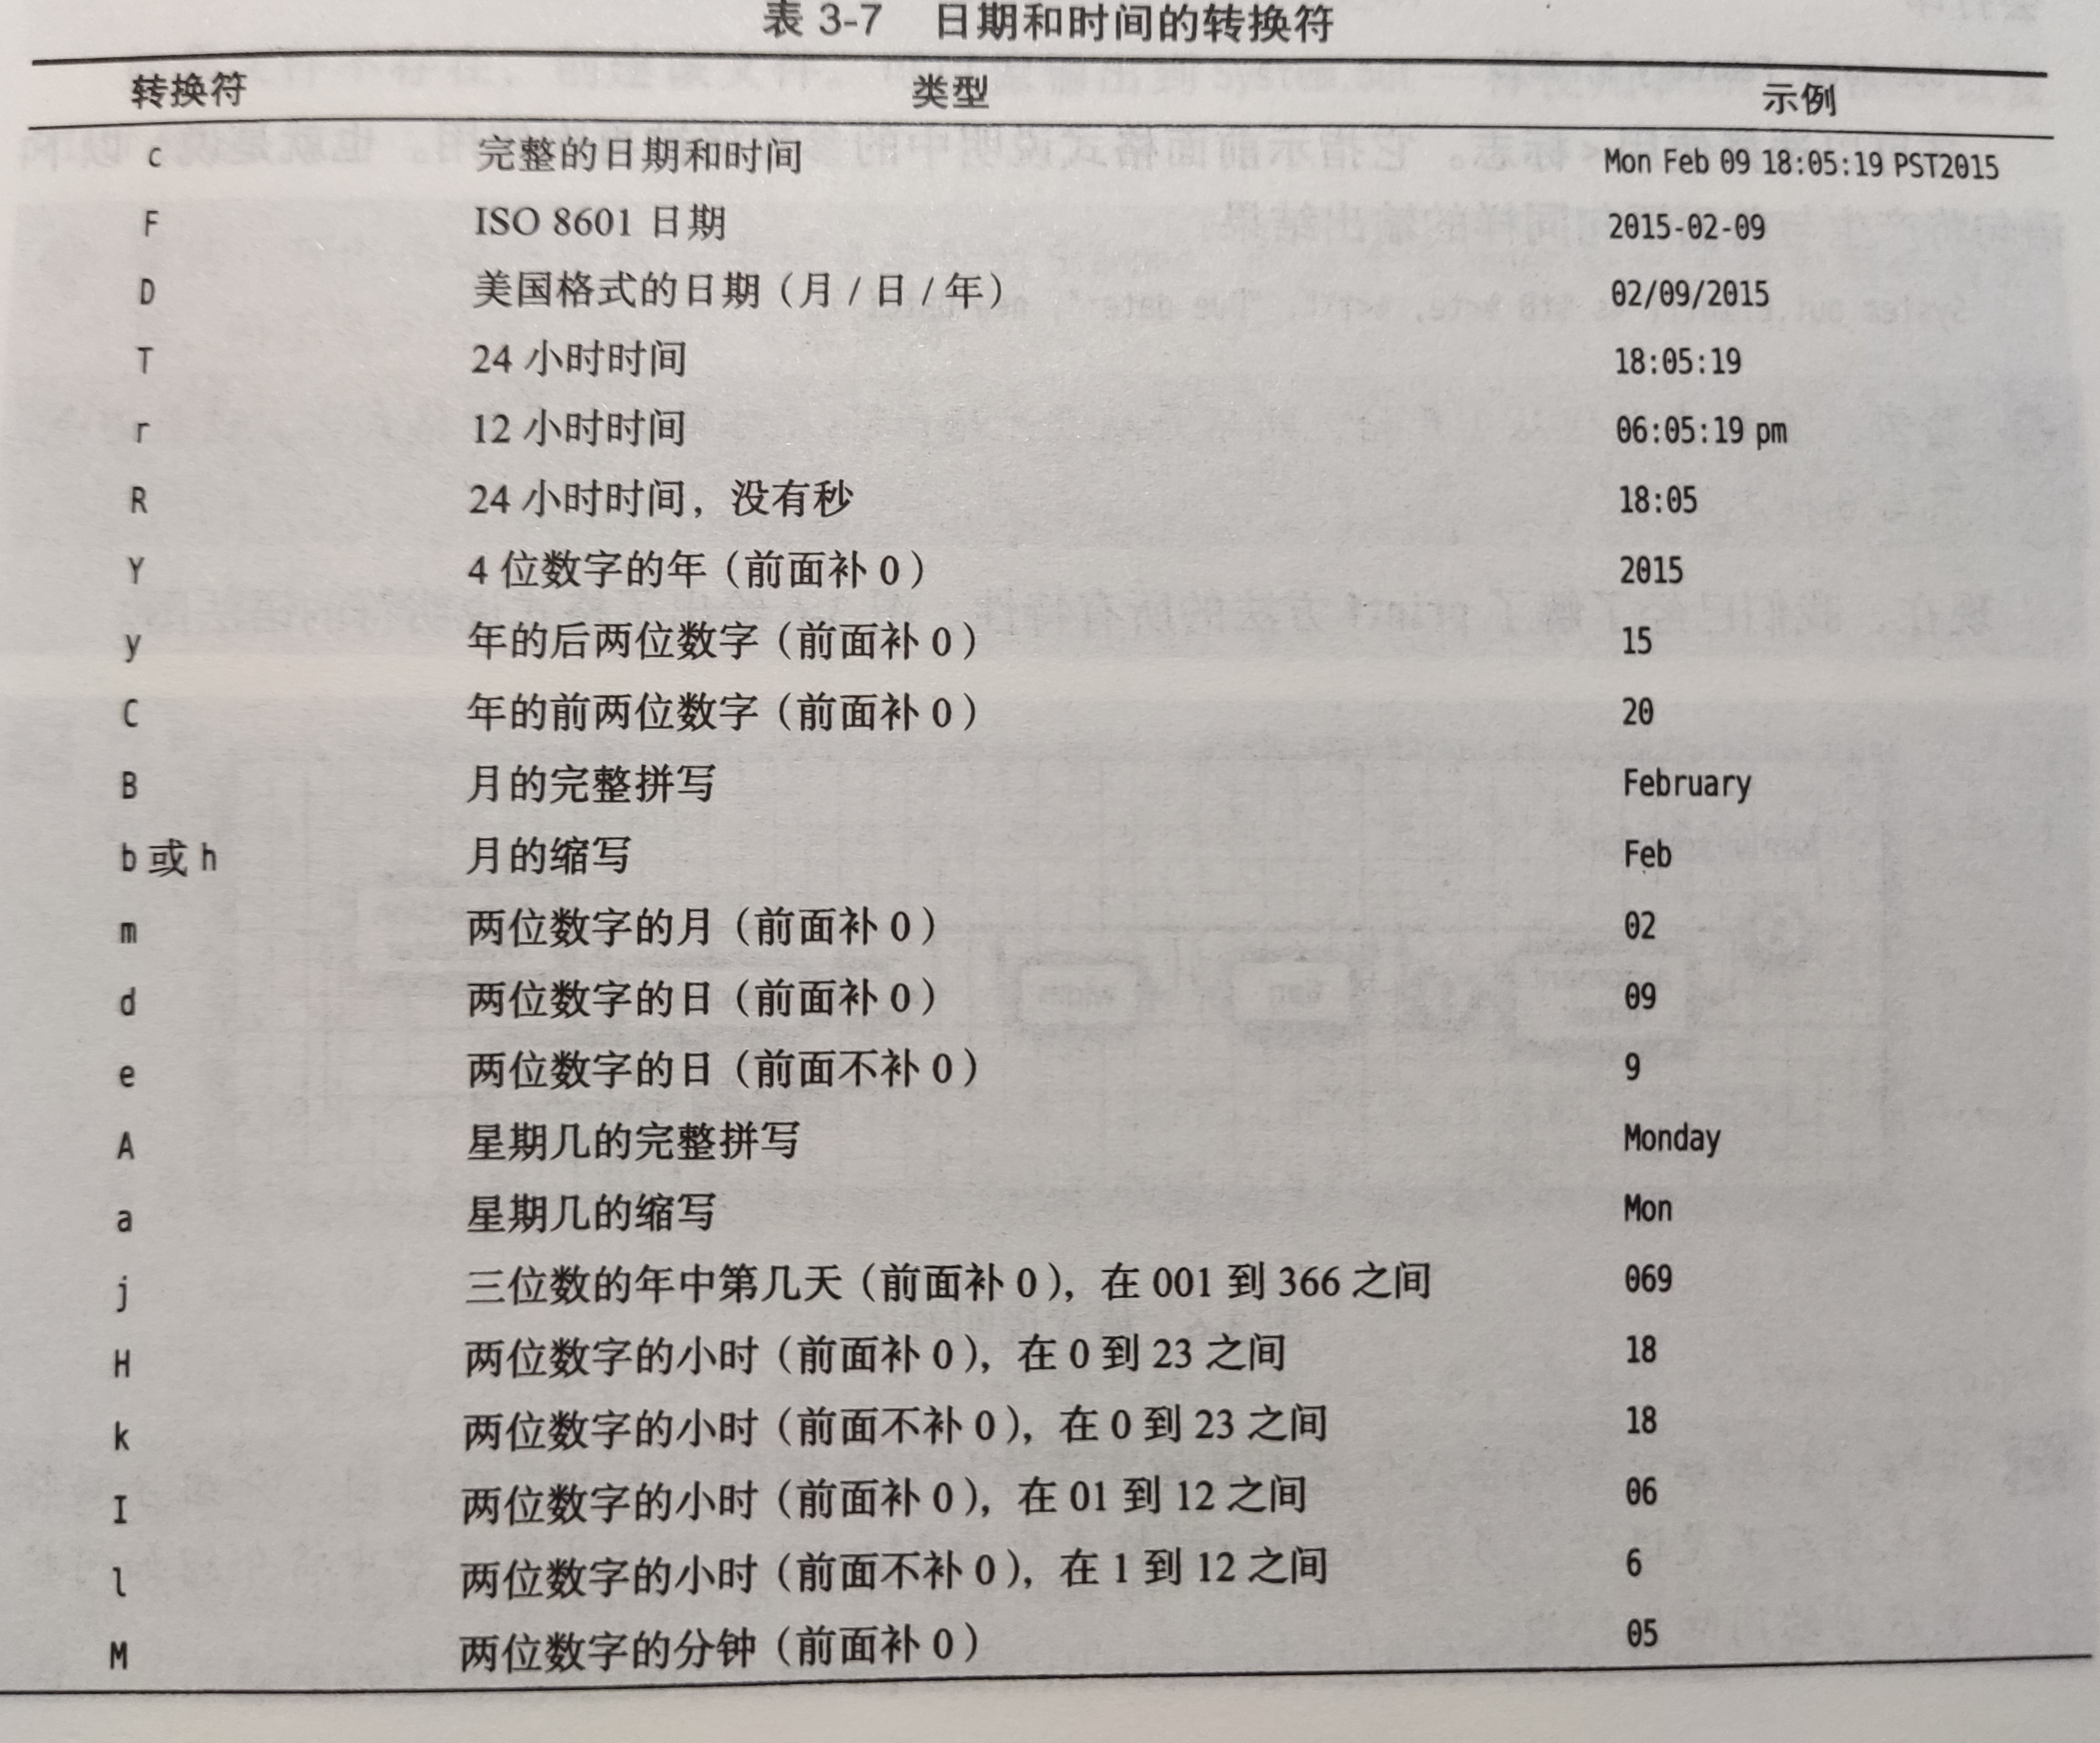 表 3-7 日期和时间的转换符
转换符 类型 示例
c 完整的日期和时间 Mon Feb 09 18:05:19 PST2015
F ISO 8601 日期 2015-02-09
D 美国格式的日期（月 / 日 / 年） 02/09/2015
T 24 小时时间 18:05:19
r 12 小时时间 06:05:19 pm
R 24 小时时间，没有秒 18:05
Y 4 位数字的年（前面补 0） 2015
y 年的后两位数字（前面补 0） 15
C 年的前两位数字（前面补 0） 20
B 月的完整拼写 February
b 或 h 月的缩写 Feb
m 两位数字的月（前面补 0） 02
d 两位数字的日（前面补 0） 09
e 两位数字的日（前面不补 0） 9
A 星期几的完整拼写 Monday
a 星期几的缩写 Mon
j 三位数的年中第几天（前面补 0），在 001 到 366 之间 069
H 两位数字的小时（前面补 0），在 0 到 23 之间 18
k 两位数字的小时（前面不补 0），在 0 到 23 之间 18
I 两位数字的小时（前面补 0），在 01 到 12 之间 06
l 两位数字的小时（前面不补 0），在 1 到 12 之间 6
M 两位数字的分钟（前面补 0） 05